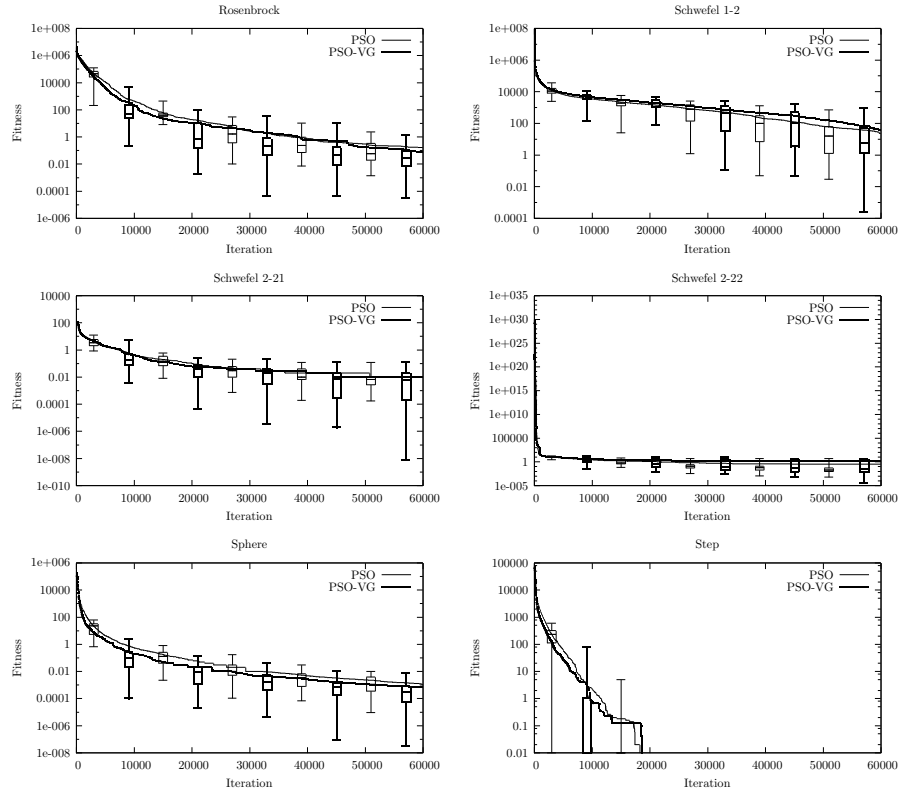 Rosenbrock
1e+008
1e+006
10000
100
1
0.01
0.0001
1e-006
Fitness
0 10000 20000 30000 40000 50000 60000
Iteration
PSO
PSO-VG
Schwefel 1-2
1e+008
1e+006
10000
100
1
0.01
0.0001
Fitness
0 10000 20000 30000 40000 50000 60000
Iteration
PSO
PSO-VG
Schwefel 2-21
10000
100
1
0.01
0.0001
1e-006
1e-008
1e-010
Fitness
0 10000 20000 30000 40000 50000 60000
Iteration
PSO
PSO-VG
Schwefel 2-22
1e+035
1e+030
1e+025
1e+020
1e+015
1e+010
100000
1
1e-005
Fitness
0 10000 20000 30000 40000 50000 60000
Iteration
PSO
PSO-VG
Sphere
1e+006
10000
100
1
0.01
0.0001
1e-006
1e-008
Fitness
0 10000 20000 30000 40000 50000 60000
Iteration
PSO
PSO-VG
Step
100000
10000
1000
100
10
1
0.1
0.01
Fitness
0 10000 20000 30000 40000 50000 60000
Iteration
PSO
PSO-VG